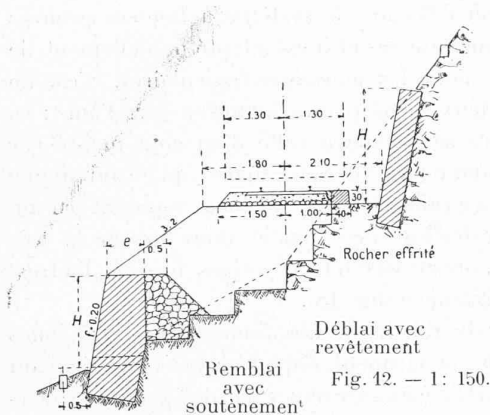 1.30 1.30
H
1.80 2.10
30
1.50 1.00 40
3.2
e 0.5
Rocher effrité
H
f=0.20
Déblai avec
revêtement
Remblai
avec
soutènemen^t
Fig. 12. — 1: 150.
0.5